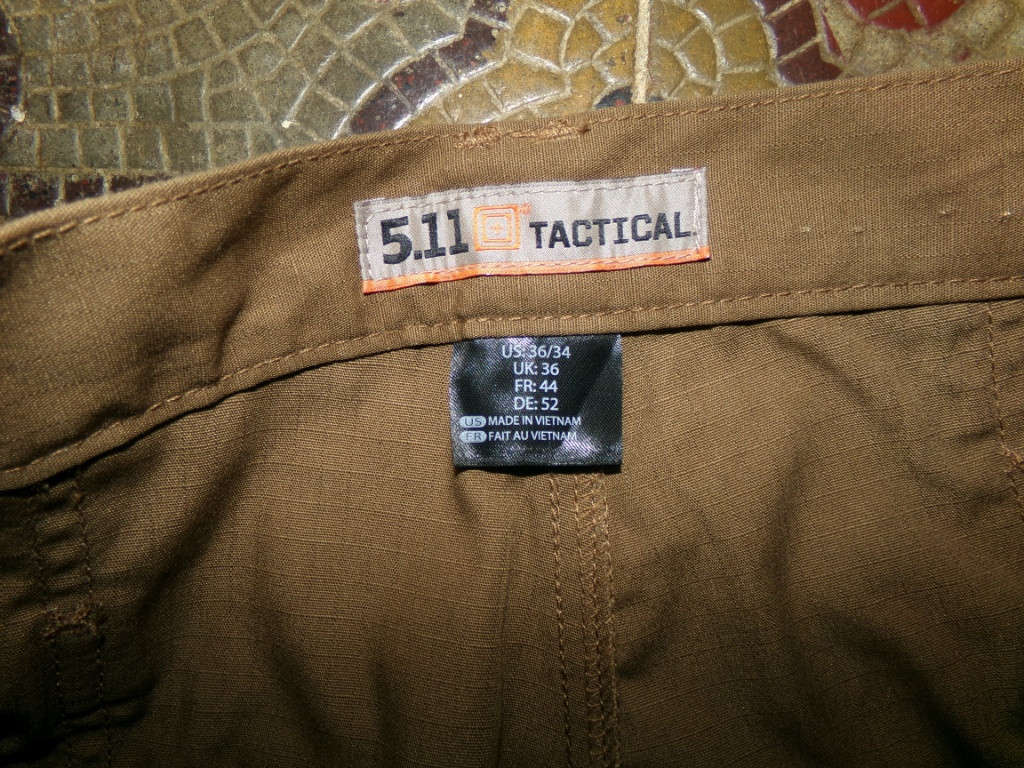 5.11 TACTICAL.
US: 36/34
UK: 36
FR: 44
DE: 52
US MADE IN VIETNAM
FR FAIT AU VIETNAM